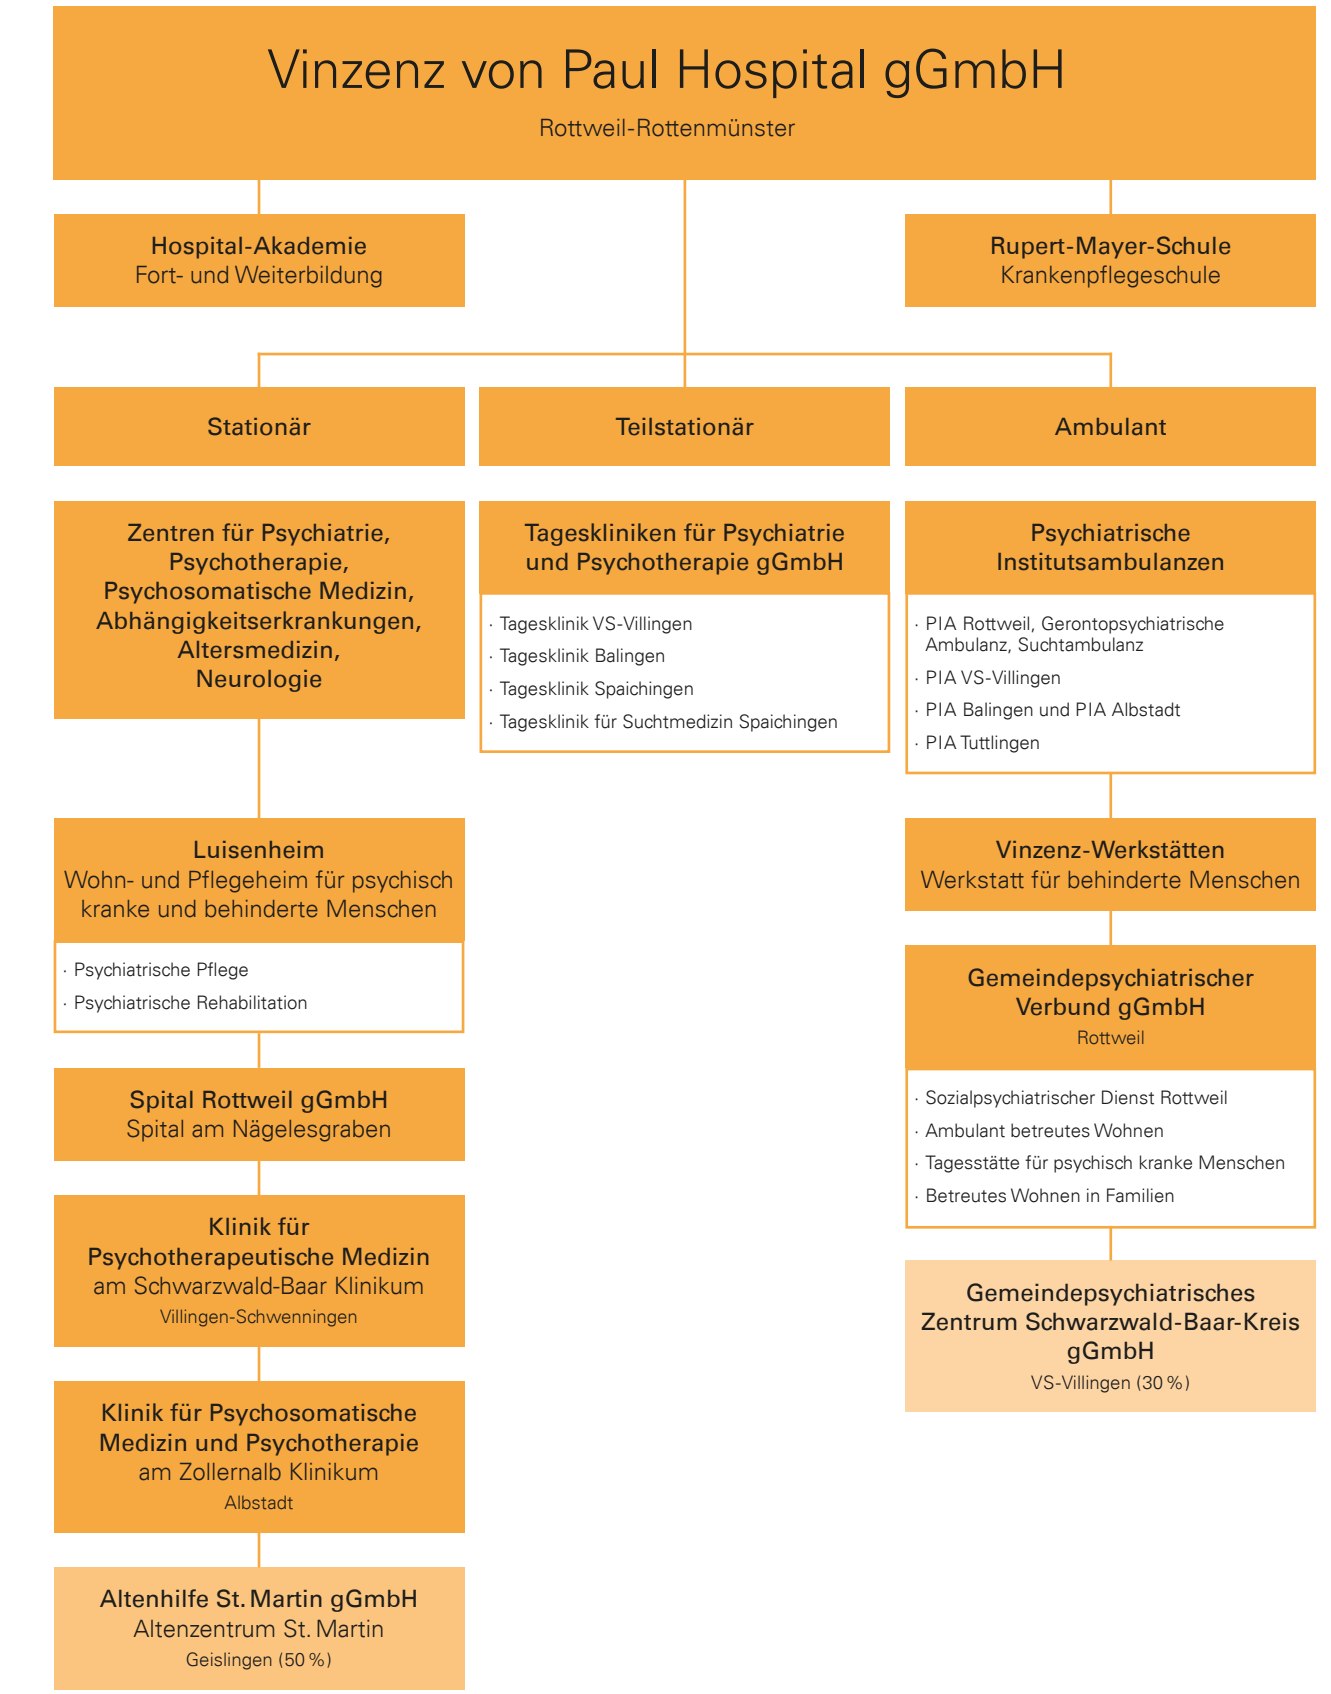 Vinzenz von Paul Hospital gGmbH
Rottweil-Rottenmünster
Hospital-Akademie
Fort- und Weiterbildung
Rupert-Mayer-Schule
Krankenpflegeschule
Stationär
Teilstationär
Ambulant
Zentren für Psychiatrie,
Psychotherapie,
Psychosomatische Medizin,
Abhängigkeitserkrankungen,
Altersmedizin,
Neurologie
Luisenheim
Wohn- und Pflegeheim für psychisch
kranke und behinderte Menschen
· Psychiatrische Pflege
· Psychiatrische Rehabilitation
Spital Rottweil gGmbH
Spital am Nägelesgraben
Klinik für
Psychotherapeutische Medizin
am Schwarzwald-Baar Klinikum
Villingen-Schwenningen
Klinik für Psychosomatische
Medizin und Psychotherapie
am Zollernalb Klinikum
Albstadt
Altenhilfe St. Martin gGmbH
Altenzentrum St. Martin
Geislingen (50 %)
Tageskliniken für Psychiatrie
und Psychotherapie gGmbH
· Tagesklinik VS-Villingen
· Tagesklinik Balingen
· Tagesklinik Spaichingen
· Tagesklinik für Suchtmedizin Spaichingen
Psychiatrische
Institutsambulanzen
· PIA Rottweil, Gerontopsychiatrische
Ambulanz, Suchtambulanz
· PIA VS-Villingen
· PIA Balingen und PIA Albstadt
· PIA Tuttlingen
Vinzenz-Werkstätten
Werkstatt für behinderte Menschen
Gemeindepsychiatrischer
Verbund gGmbH
Rottweil
· Sozialpsychiatrischer Dienst Rottweil
· Ambulant betreutes Wohnen
· Tagesstätte für psychisch kranke Menschen
· Betreutes Wohnen in Familien
Gemeindepsychiatrisches
Zentrum Schwarzwald-Baar-Kreis
gGmbH
VS-Villingen (30 %)